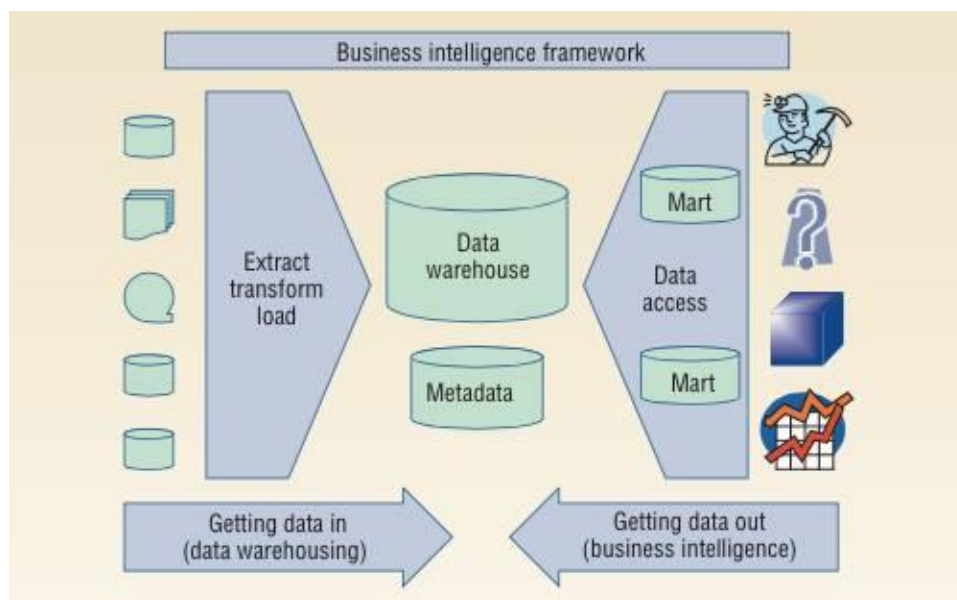 Business intelligence framework
Extract
transform
load
Data
warehouse
Metadata
Mart
Data
access
Mart
Getting data in
(data warehousing)
Getting data out
(business intelligence)